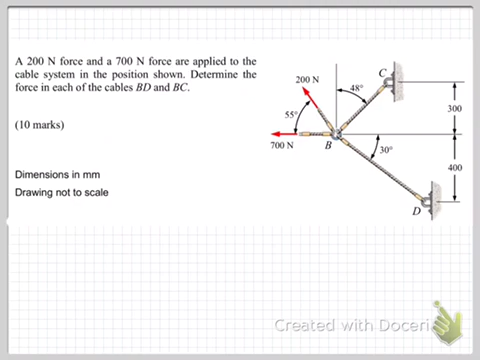 A 200 N force and a 700 N force are applied to the
cable system in the position shown. Determine the
force in each of the cables BD and BC.
(10 marks)
Dimensions in mm
Drawing not to scale
200 N
C
48°
55°
300
700 N
B
30°
400
D
Created with Doceri